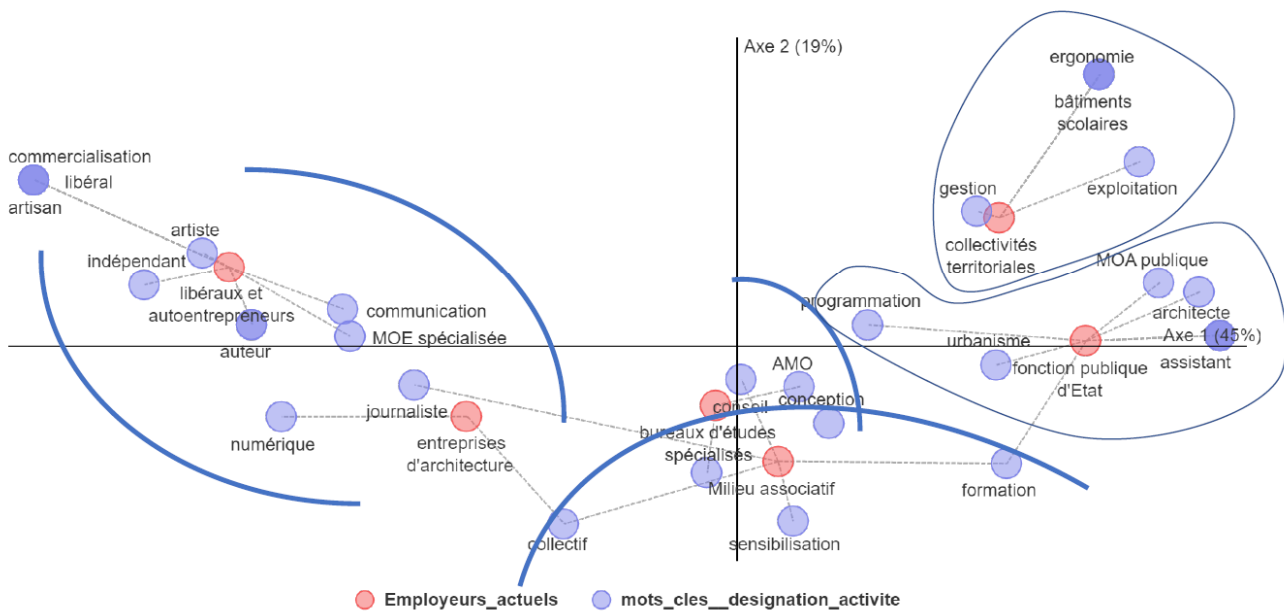 Axe 2 (19%)
ergonomie
bâtiments
scolaires
commercialisation
libéral
artisan
gestion
exploitation
artiste
collectivités
territoriales
indépendant
MOA publique
libéraux et
autoentrepreneurs
communication
programmation
architecte
auteur
MOE spécialisée
urbanisme
Axe 1 (45%)
fonction publique
d'Etat
assistant
AMO
journaliste
conseil
conception
numérique
entreprises
d'architecture
bureaux d'études
spécialisés
Milieu associatif
formation
collectif
sensibilisation
Employeurs_actuels
mots_cles__designation_activite